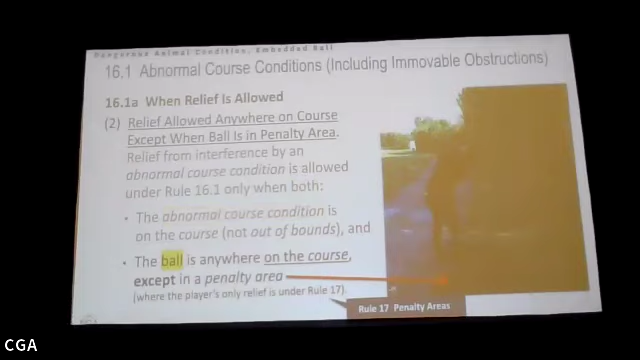 Dangerous Animal Condition, Embedded Ball
16.1 Abnormal Course Conditions (Including Immovable Obstructions)
16.1a When Relief Is Allowed
(2) Relief Allowed Anywhere on Course
Except When Ball Is in Penalty Area.
Relief from interference by an
abnormal course condition is allowed
under Rule 16.1 only when both:
• The abnormal course condition is
on the course (not out of bounds), and
• The ball is anywhere on the course,
except in a penalty area
(where the player's only relief is under Rule 17).
Rule 17 Penalty Areas
CGA